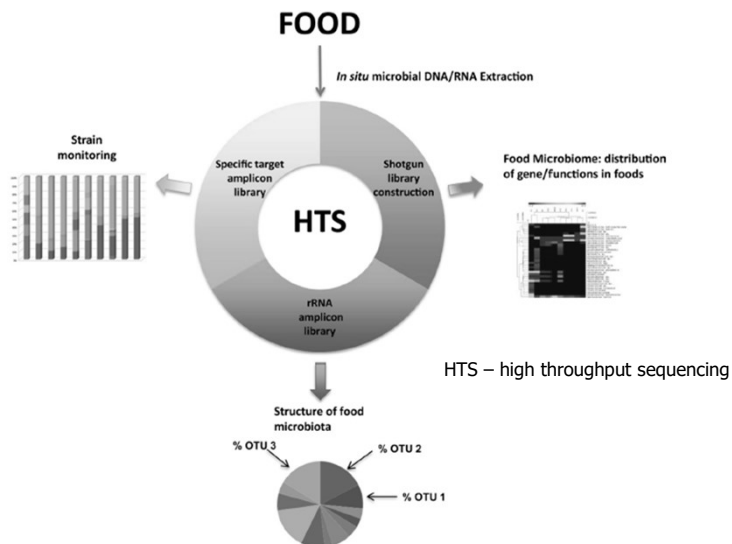 FOOD
In situ microbial DNA/RNA Extraction
Strain
monitoring
Specific target
amplicon
library
Shotgun
library
construction
Food Microbiome: distribution
of gene/functions in foods
HTS
rRNA
amplicon
library
HTS – high throughput sequencing
Structure of food
microbiota
% OTU 3
% OTU 2
% OTU 1